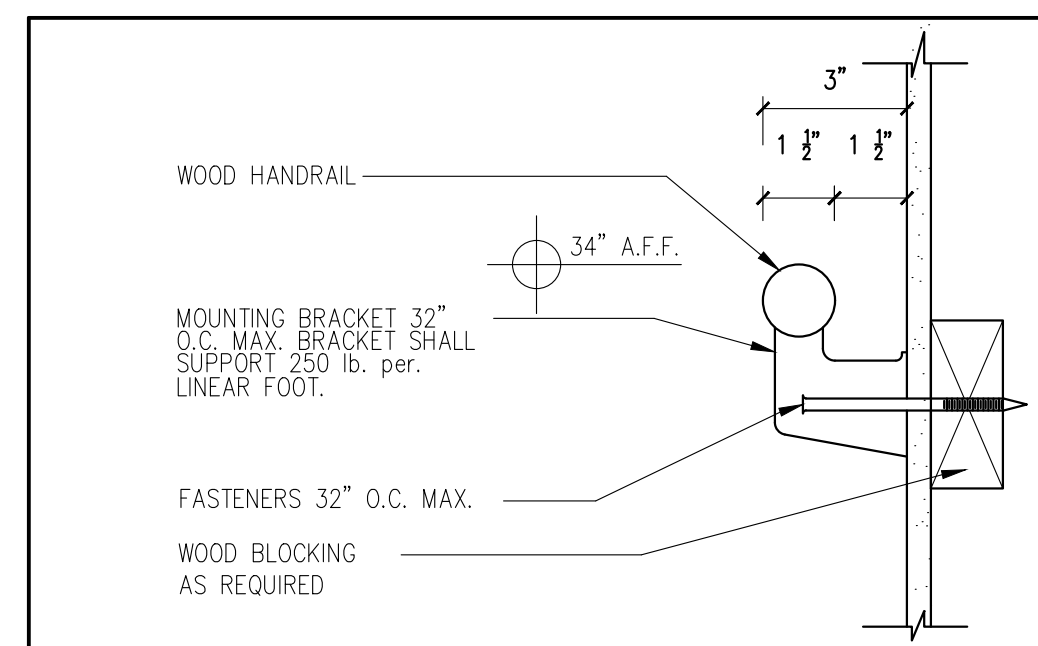 3”
1 ½” 1 ½”
WOOD HANDRAIL
34” A.F.F.
MOUNTING BRACKET 32”
O.C. MAX. BRACKET SHALL
SUPPORT 250 lb. per.
LINEAR FOOT.
FASTENERS 32” O.C. MAX.
WOOD BLOCKING
AS REQUIRED